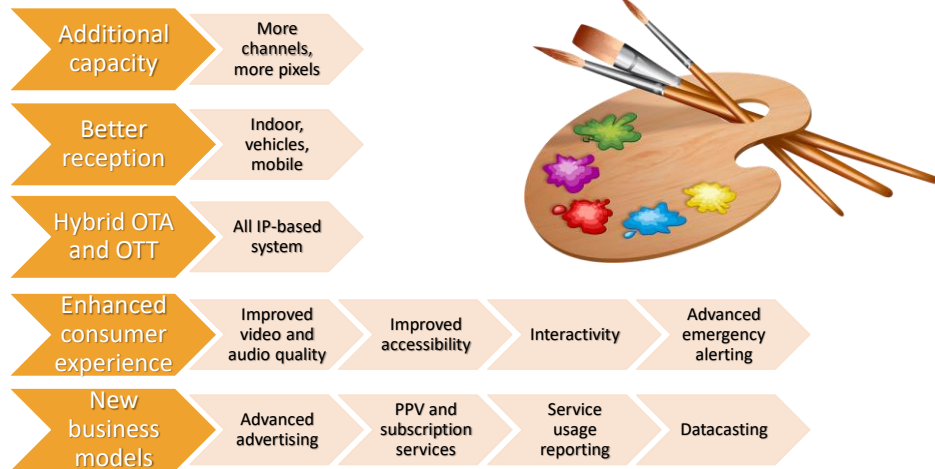 Additional
capacity
More
channels,
more pixels
Better
reception
Indoor,
vehicles,
mobile
Hybrid OTA
and OTT
All IP-based
system
Enhanced
consumer
experience
Improved
video and
audio quality
Improved
accessibility
Interactivity
Advanced
emergency
alerting
New
business
models
Advanced
advertising
PPV and
subscription
services
Service
usage
reporting
Datacasting